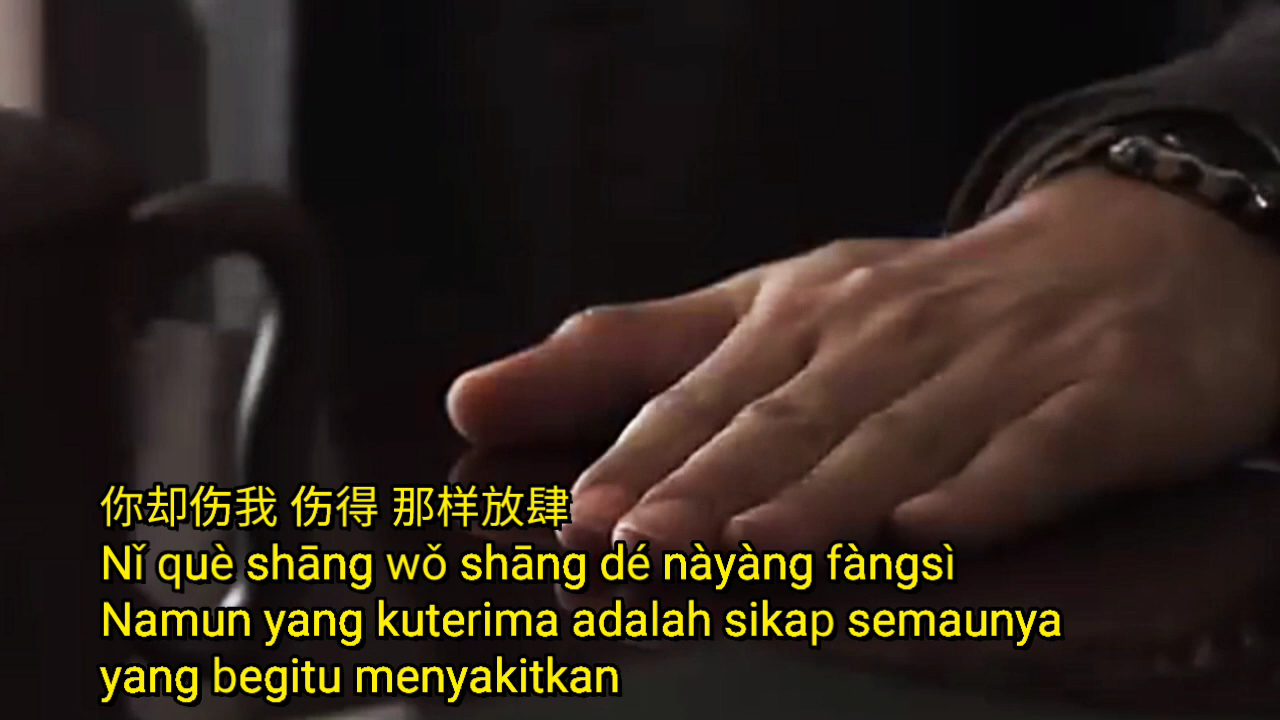 你却伤我 伤得 那样放肆
Nǐ què shāng wǒ shāng dé nàyàng fàngsì
Namun yang kuterima adalah sikap semaunya
yang begitu menyakitkan